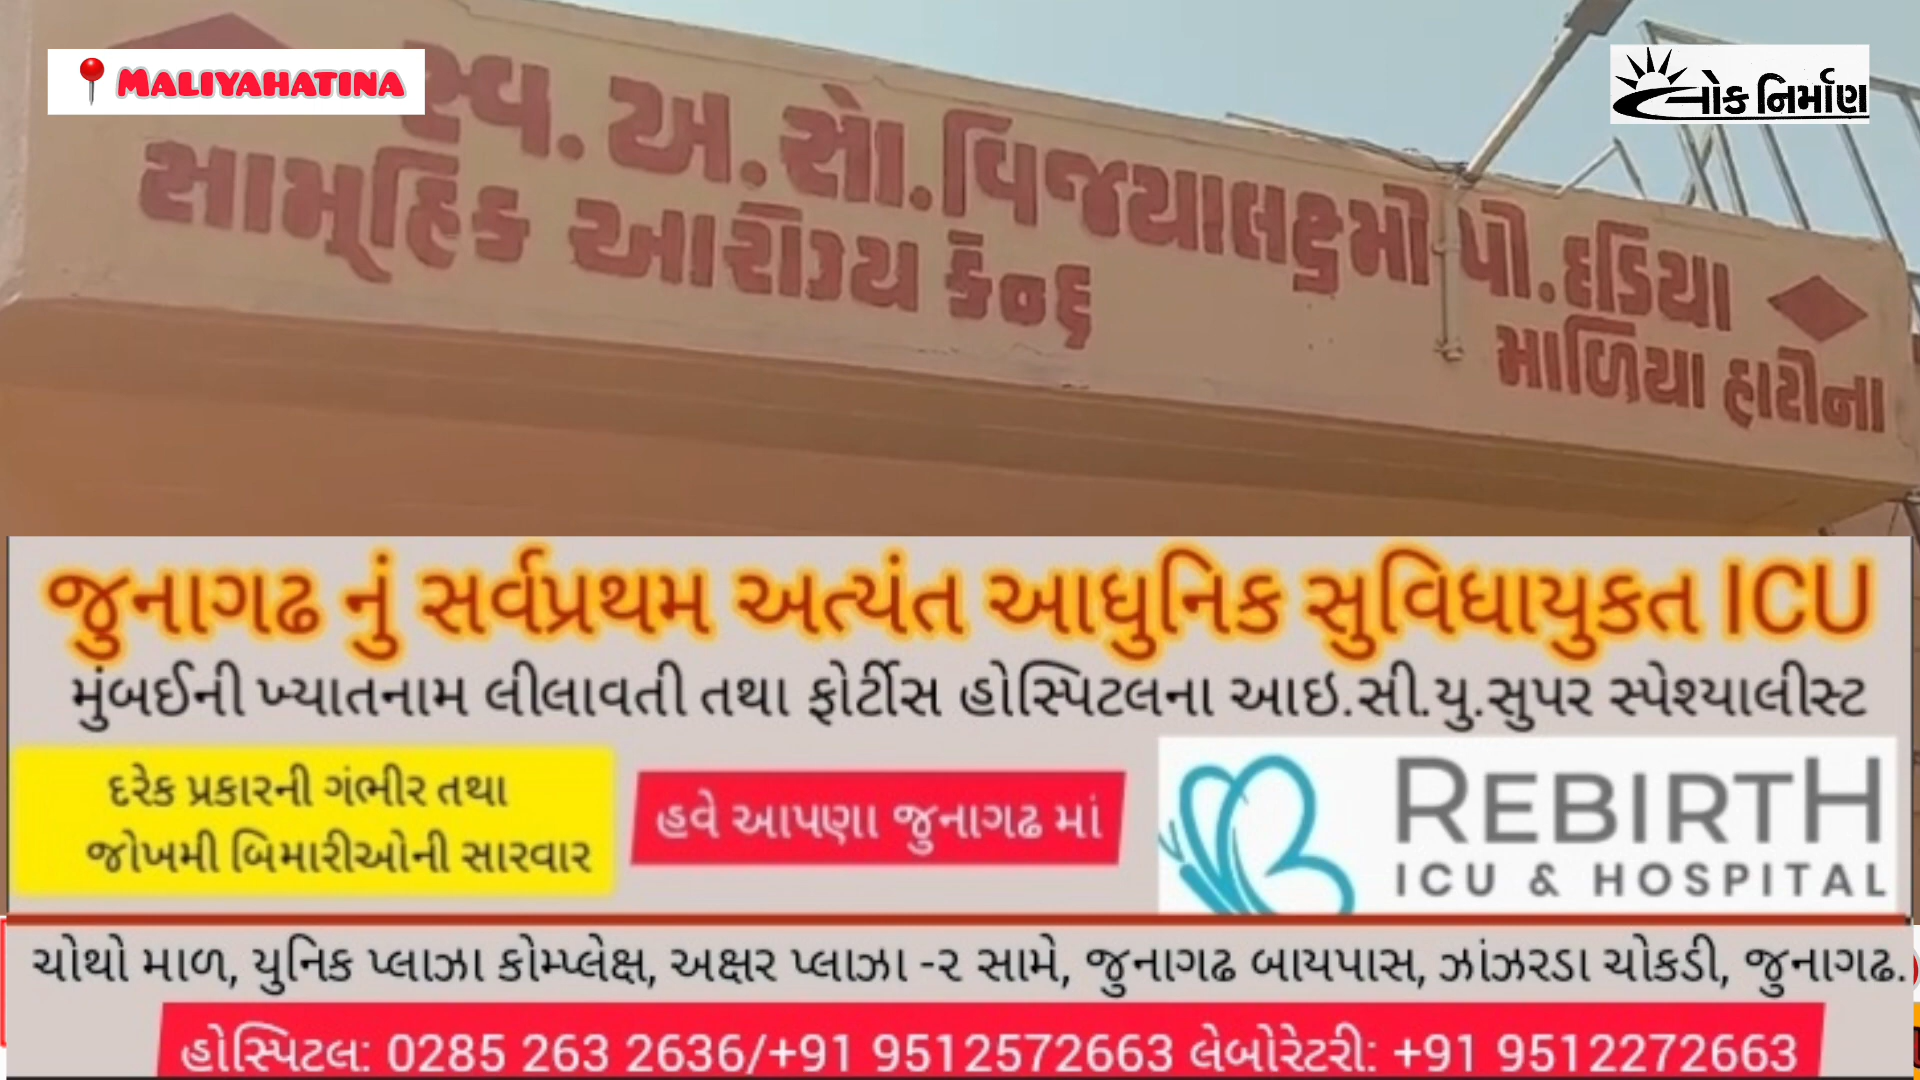 MALIYAHATINA
લોક નિર્માણ
સ્વ. અ. સૌ. વિજયાલક્ષ્મી પી. દડિયા
સામૂહિક આરોગ્ય કેન્દ્ર
માળિયા હાટીના
જુનાગઢ નું સર્વપ્રથમ અત્યંત આધુનિક સુવિધાયુકત ICU
મુંબઈની ખ્યાતનામ લીલાવતી તથા ફોર્ટીસ હોસ્પિટલના આઇ.સી.યુ.સુપર સ્પેશ્યાલીસ્ટ
દરેક પ્રકારની ગંભીર તથા
જોખમી બિમારીઓની સારવાર
હવે આપણા જુનાગઢ માં
REBIRTH
ICU & HOSPITAL
ચોથો માળ, યુનિક પ્લાઝા કોમ્પ્લેક્ષ, અક્ષર પ્લાઝા -૨ સામે, જુનાગઢ બાયપાસ, ઝાંઝરડા ચોકડી, જુનાગઢ.
હોસ્પિટલ: 0285 263 2636/+91 9512572663 લેબોરેટરી: +91 9512272663